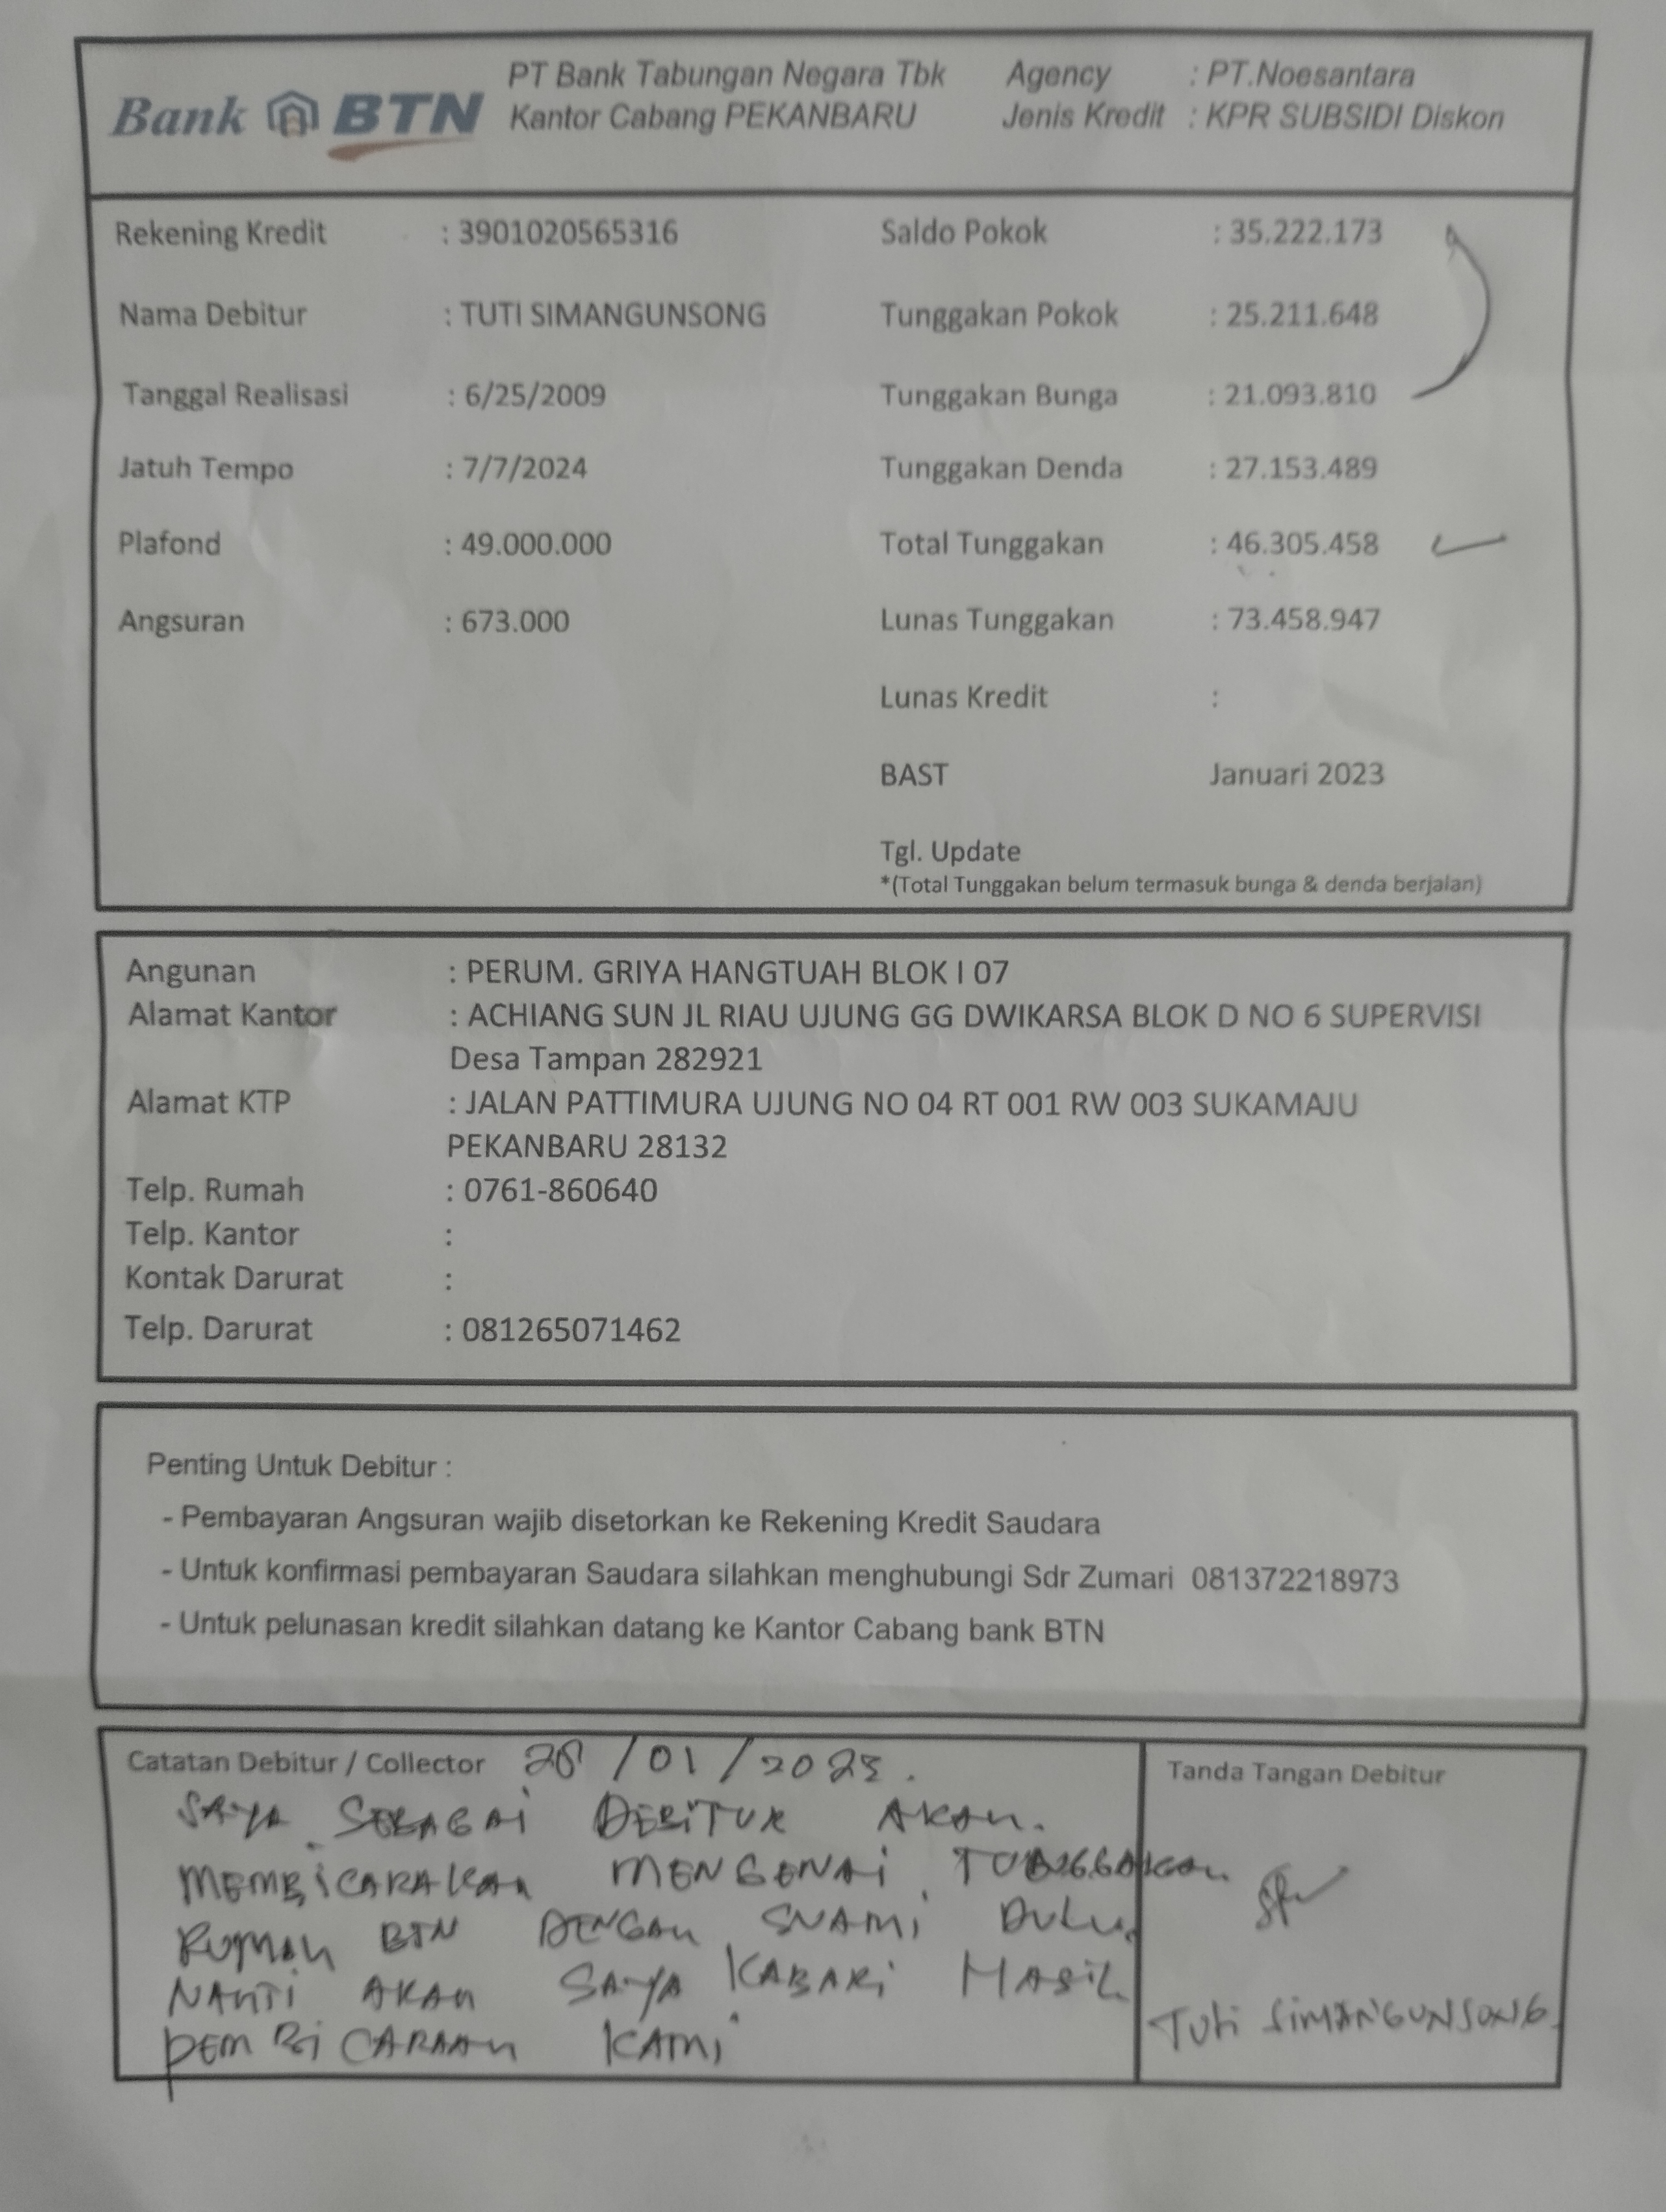 Bank BTN
PT Bank Tabungan Negara Tbk
Kantor Cabang PEKANBARU
Agency : PT.Noesantara
Jenis Kredit : KPR SUBSIDI Diskon
Rekening Kredit : 3901020565316
Nama Debitur : TUTI SIMANGUNSONG
Tanggal Realisasi : 6/25/2009
Jatuh Tempo : 7/7/2024
Plafond : 49.000.000
Angsuran : 673.000
Saldo Pokok : 35.222.173
Tunggakan Pokok : 25.211.648
Tunggakan Bunga : 21.093.810
Tunggakan Denda : 27.153.489
Total Tunggakan : 46.305.458
Lunas Tunggakan : 73.458.947
Lunas Kredit :
BAST Januari 2023
Tgl. Update
*(Total Tunggakan belum termasuk bunga & denda berjalan)
Angunan : PERUM. GRIYA HANGTUAH BLOK I 07
Alamat Kantor : ACHIANG SUN JL RIAU UJUNG GG DWIKARSA BLOK D NO 6 SUPERVISI
Desa Tampan 282921
Alamat KTP : JALAN PATTIMURA UJUNG NO 04 RT 001 RW 003 SUKAMAJU
PEKANBARU 28132
Telp. Rumah : 0761-860640
Telp. Kantor :
Kontak Darurat :
Telp. Darurat : 081265071462
Penting Untuk Debitur :
- Pembayaran Angsuran wajib disetorkan ke Rekening Kredit Saudara
- Untuk konfirmasi pembayaran Saudara silahkan menghubungi Sdr Zumari 081372218973
- Untuk pelunasan kredit silahkan datang ke Kantor Cabang bank BTN
Catatan Debitur / Collector 28/01/2023.
SAYA SEBAGAI DEBITUR AKAN.
MEMBICARAKAN MENGENAI
RUMAH BTN DENGAN SUAMI DULU.
NANTI AKAN SAYA KABARI HASIL
PEMBICARAAN KAMI
Tanda Tangan Debitur
Tuti SIMANGUNSONG